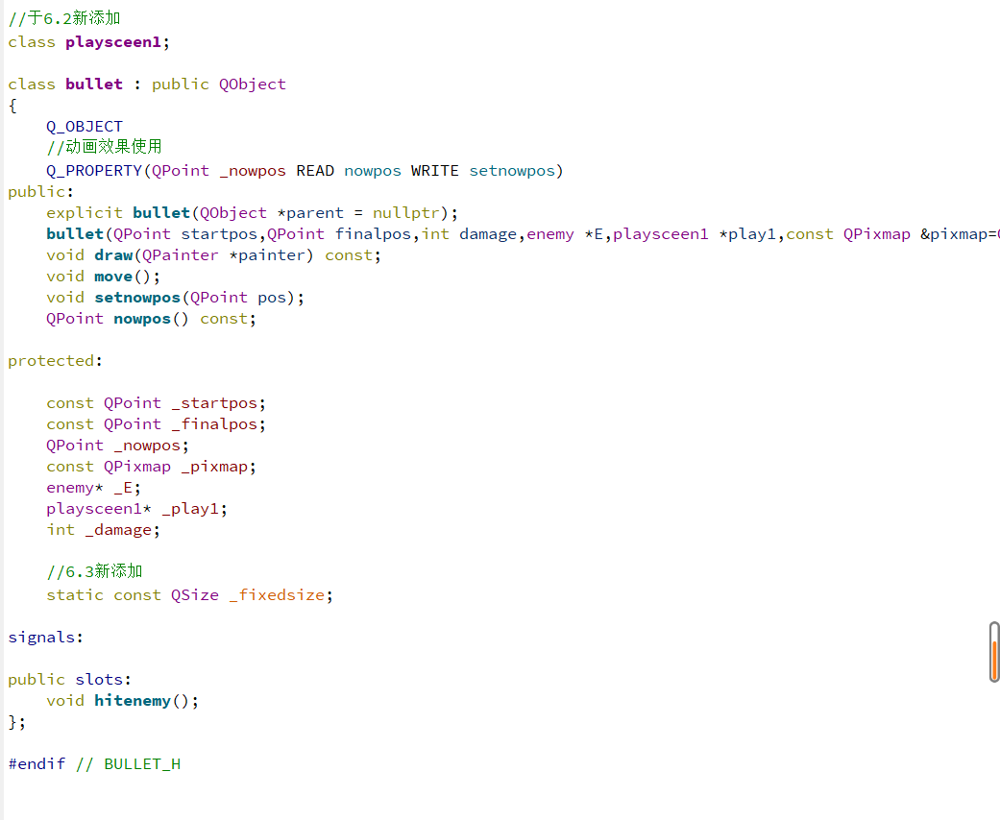 //于6.2新添加
class playsceen1;
class bullet : public QObject
{
Q_OBJECT
//动画效果使用
Q_PROPERTY(QPoint _nowpos READ nowpos WRITE setnowpos)
public:
explicit bullet(QObject *parent = nullptr);
bullet(QPoint startpos,QPoint finalpos,int damage,enemy *E,playsceen1 *play1,const QPixmap &pixmap=
void draw(QPainter *painter) const;
void move();
void setnowpos(QPoint pos);
QPoint nowpos() const;
protected:
const QPoint _startpos;
const QPoint _finalpos;
QPoint _nowpos;
const QPixmap _pixmap;
enemy* _E;
playsceen1* _play1;
int _damage;
//6.3新添加
static const QSize _fixedsize;
signals:
public slots:
void hitenemy();
};
#endif // BULLET_H